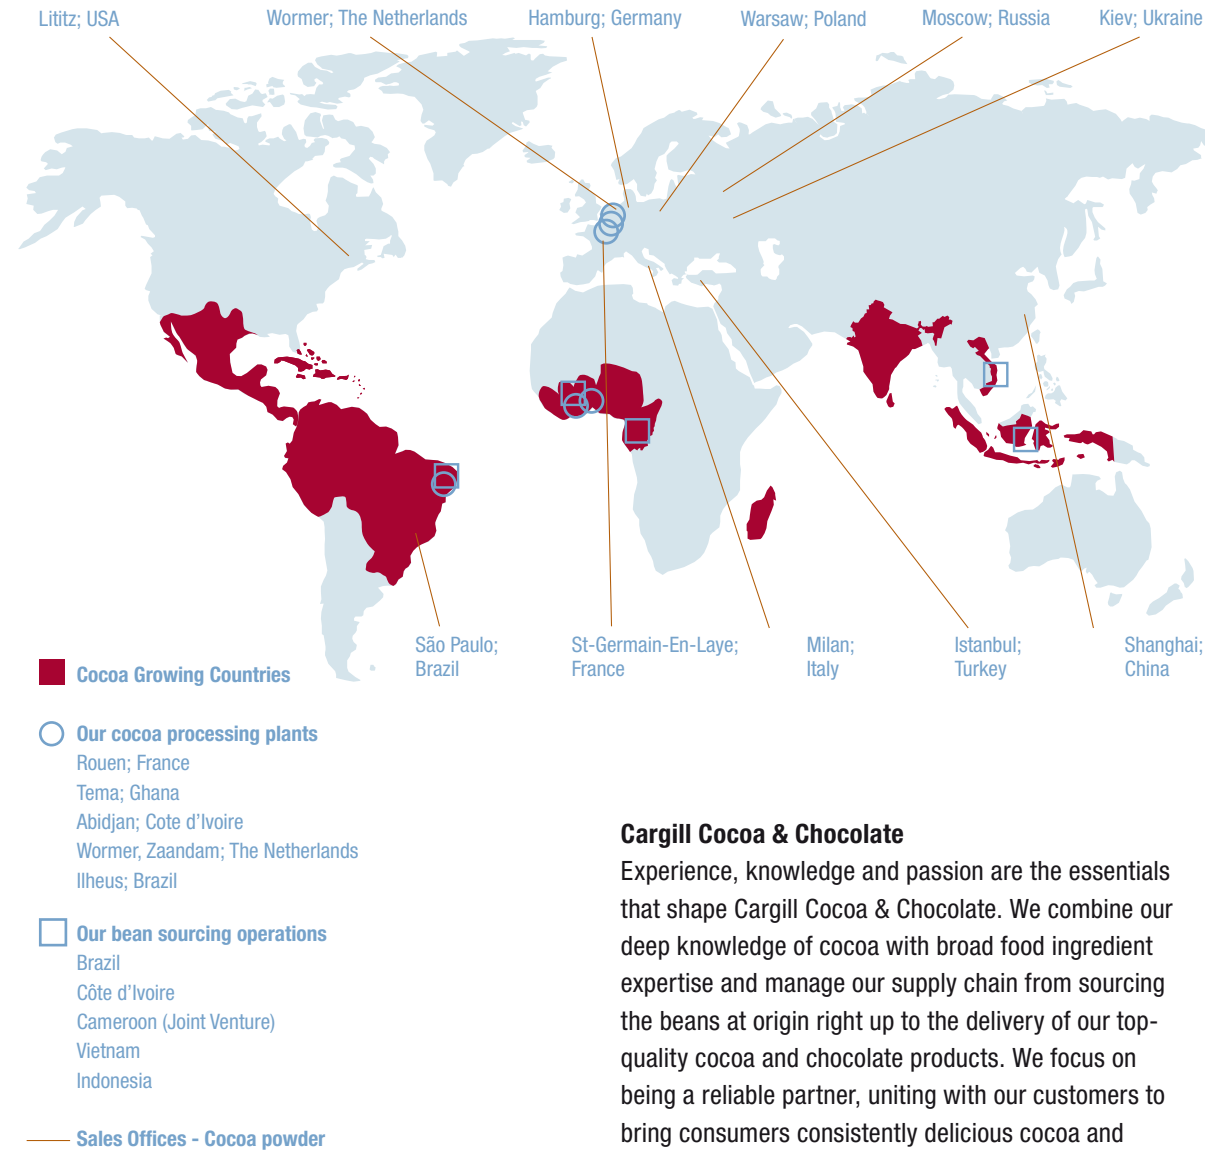 Lititz; USA
Wormer; The Netherlands
Hamburg; Germany
Warsaw; Poland
Moscow; Russia
Kiev; Ukraine
São Paulo;
Brazil
St-Germain-En-Laye;
France
Milan;
Italy
Istanbul;
Turkey
Shanghai;
China
Cocoa Growing Countries
Our cocoa processing plants
Rouen; France
Tema; Ghana
Abidjan; Cote d'Ivoire
Wormer, Zaandam; The Netherlands
Ilheus; Brazil
Our bean sourcing operations
Brazil
Côte d'Ivoire
Cameroon (Joint Venture)
Vietnam
Indonesia
Sales Offices - Cocoa powder
Cargill Cocoa & Chocolate
Experience, knowledge and passion are the essentials
that shape Cargill Cocoa & Chocolate. We combine our
deep knowledge of cocoa with broad food ingredient
expertise and manage our supply chain from sourcing
the beans at origin right up to the delivery of our top-
quality cocoa and chocolate products. We focus on
being a reliable partner, uniting with our customers to
bring consumers consistently delicious cocoa and